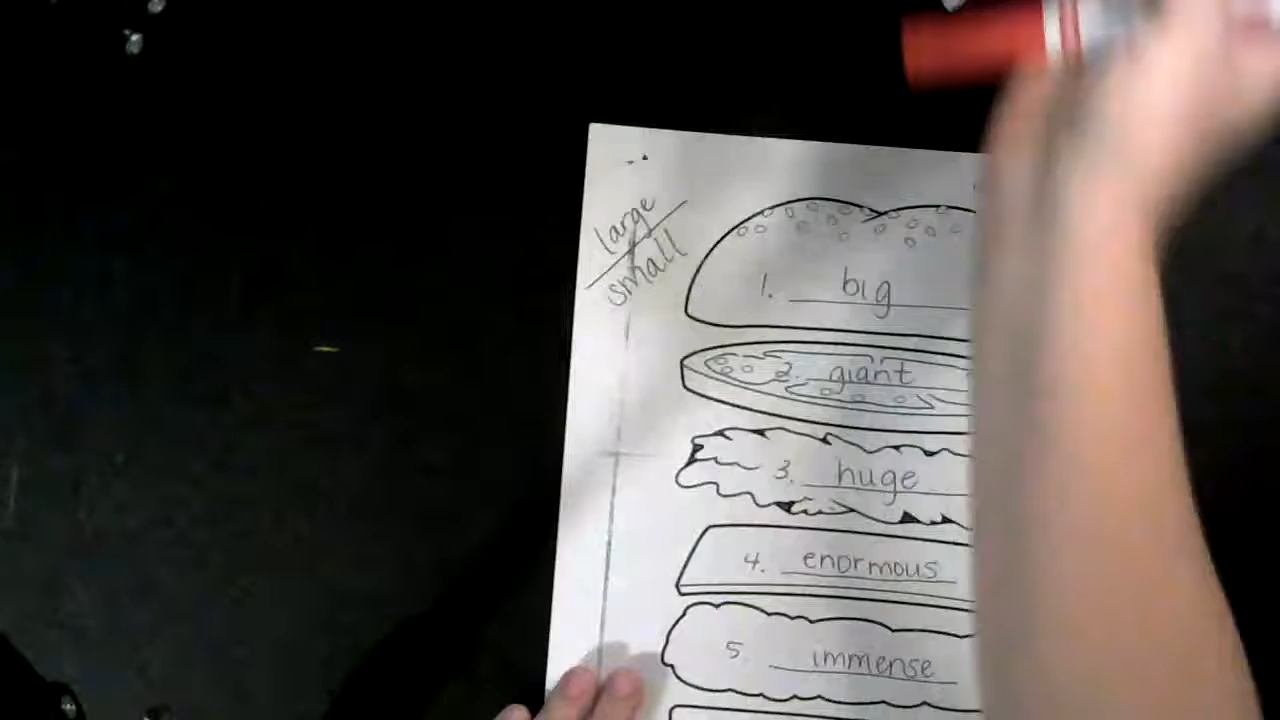 large
small
1. big
2. giant
3. huge
4. enormous
5. immense